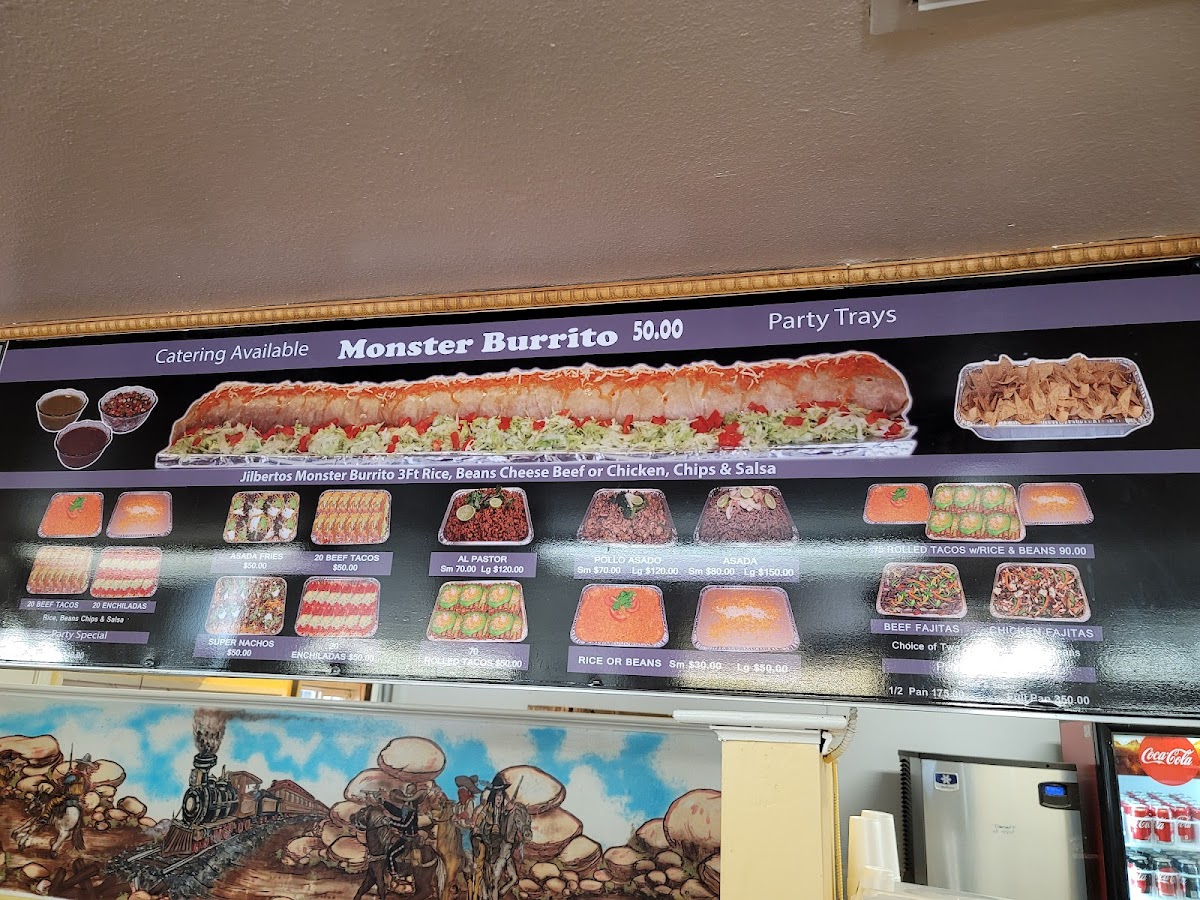 Catering Available
Monster Burrito 50.00
Party Trays
Jilbertos Monster Burrito 3Ft Rice, Beans Cheese Beef or Chicken, Chips & Salsa
20 BEEF TACOS 20 ENCHILADAS
Rice, Beans Chips & Salsa
Party Special
ASADA FRIES
$50.00
20 BEEF TACOS
$50.00
SUPER NACHOS
$50.00
ENCHILADAS $50.00
AL PASTOR
Sm 70.00 Lg $120.00
70
ROLLED TACOS $50.00
POLLO ASADO
Sm $70.00 Lg $120.00
ASADA
Sm $80.00 Lg $150.00
RICE OR BEANS Sm $30.00 Lg $50.00
75 ROLLED TACOS w/RICE & BEANS 90.00
BEEF FAJITAS
CHICKEN FAJITAS
Choice of
1/2 Pan 175.00
Full Pan 350.00
Coca-Cola